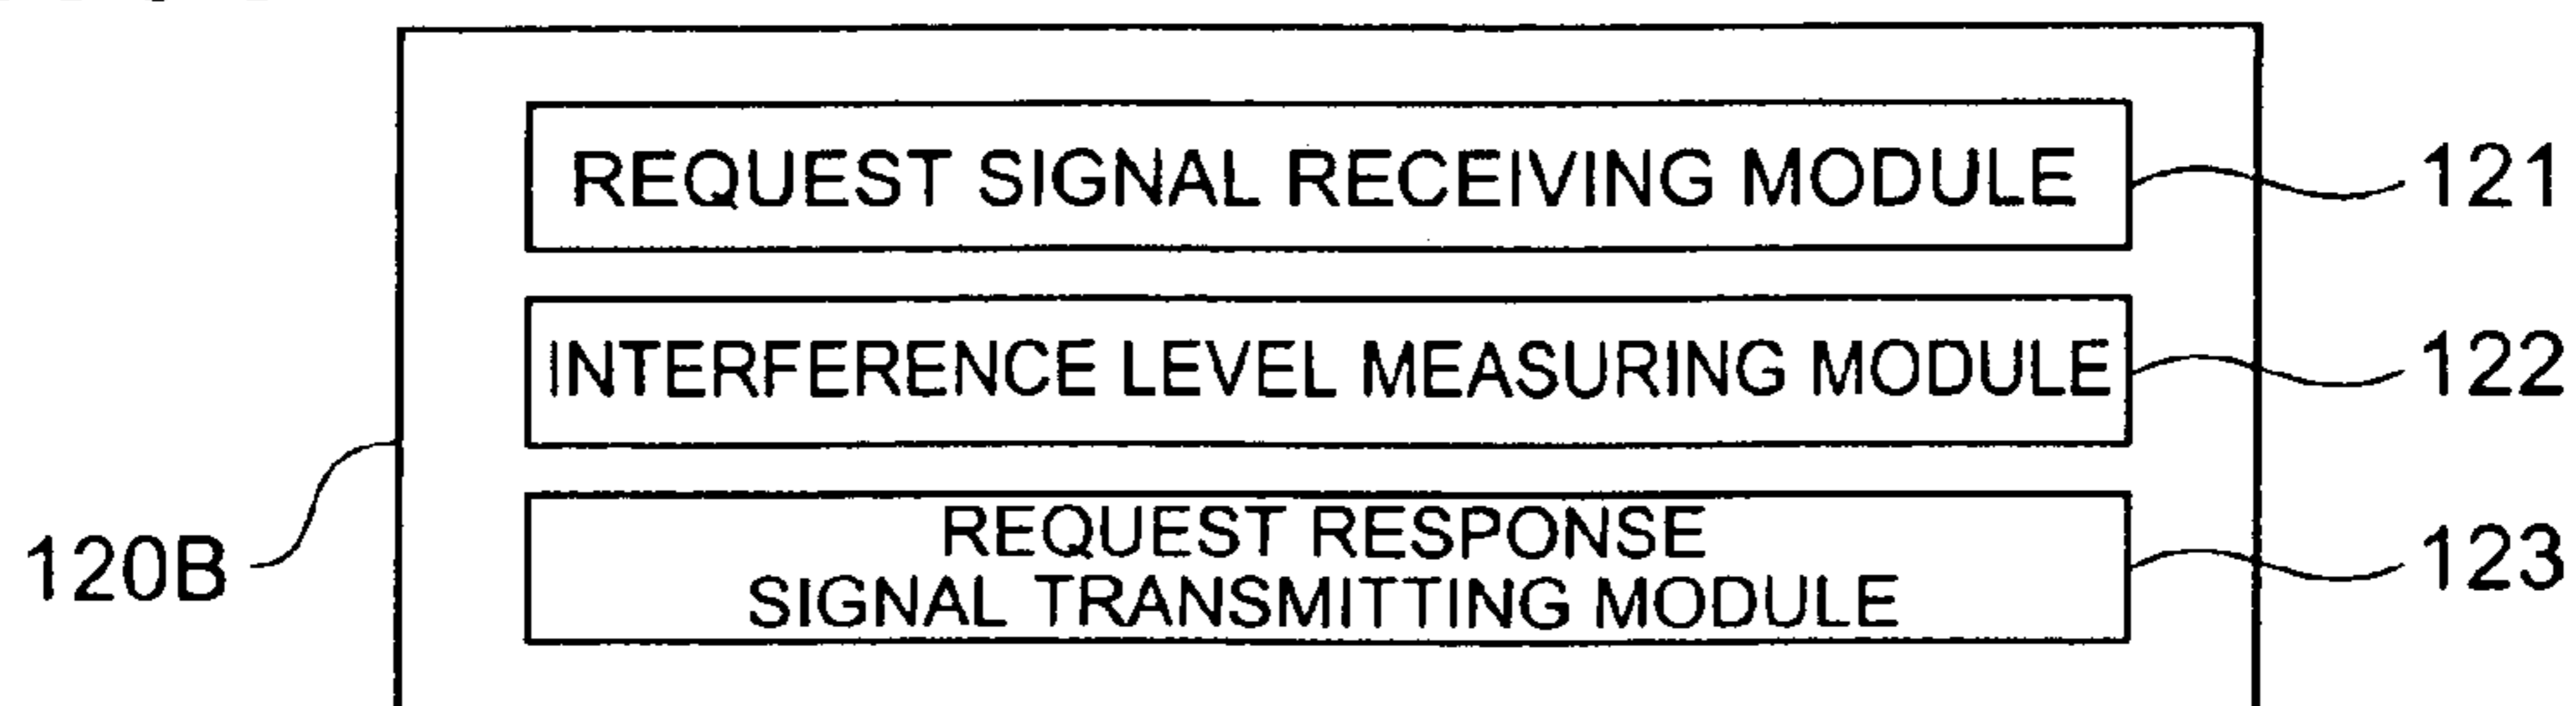 REQUEST SIGNAL RECEIVING MODULE
121
INTERFERENCE LEVEL MEASURING MODULE
122
REQUEST RESPONSE
SIGNAL TRANSMITTING MODULE
123
120B